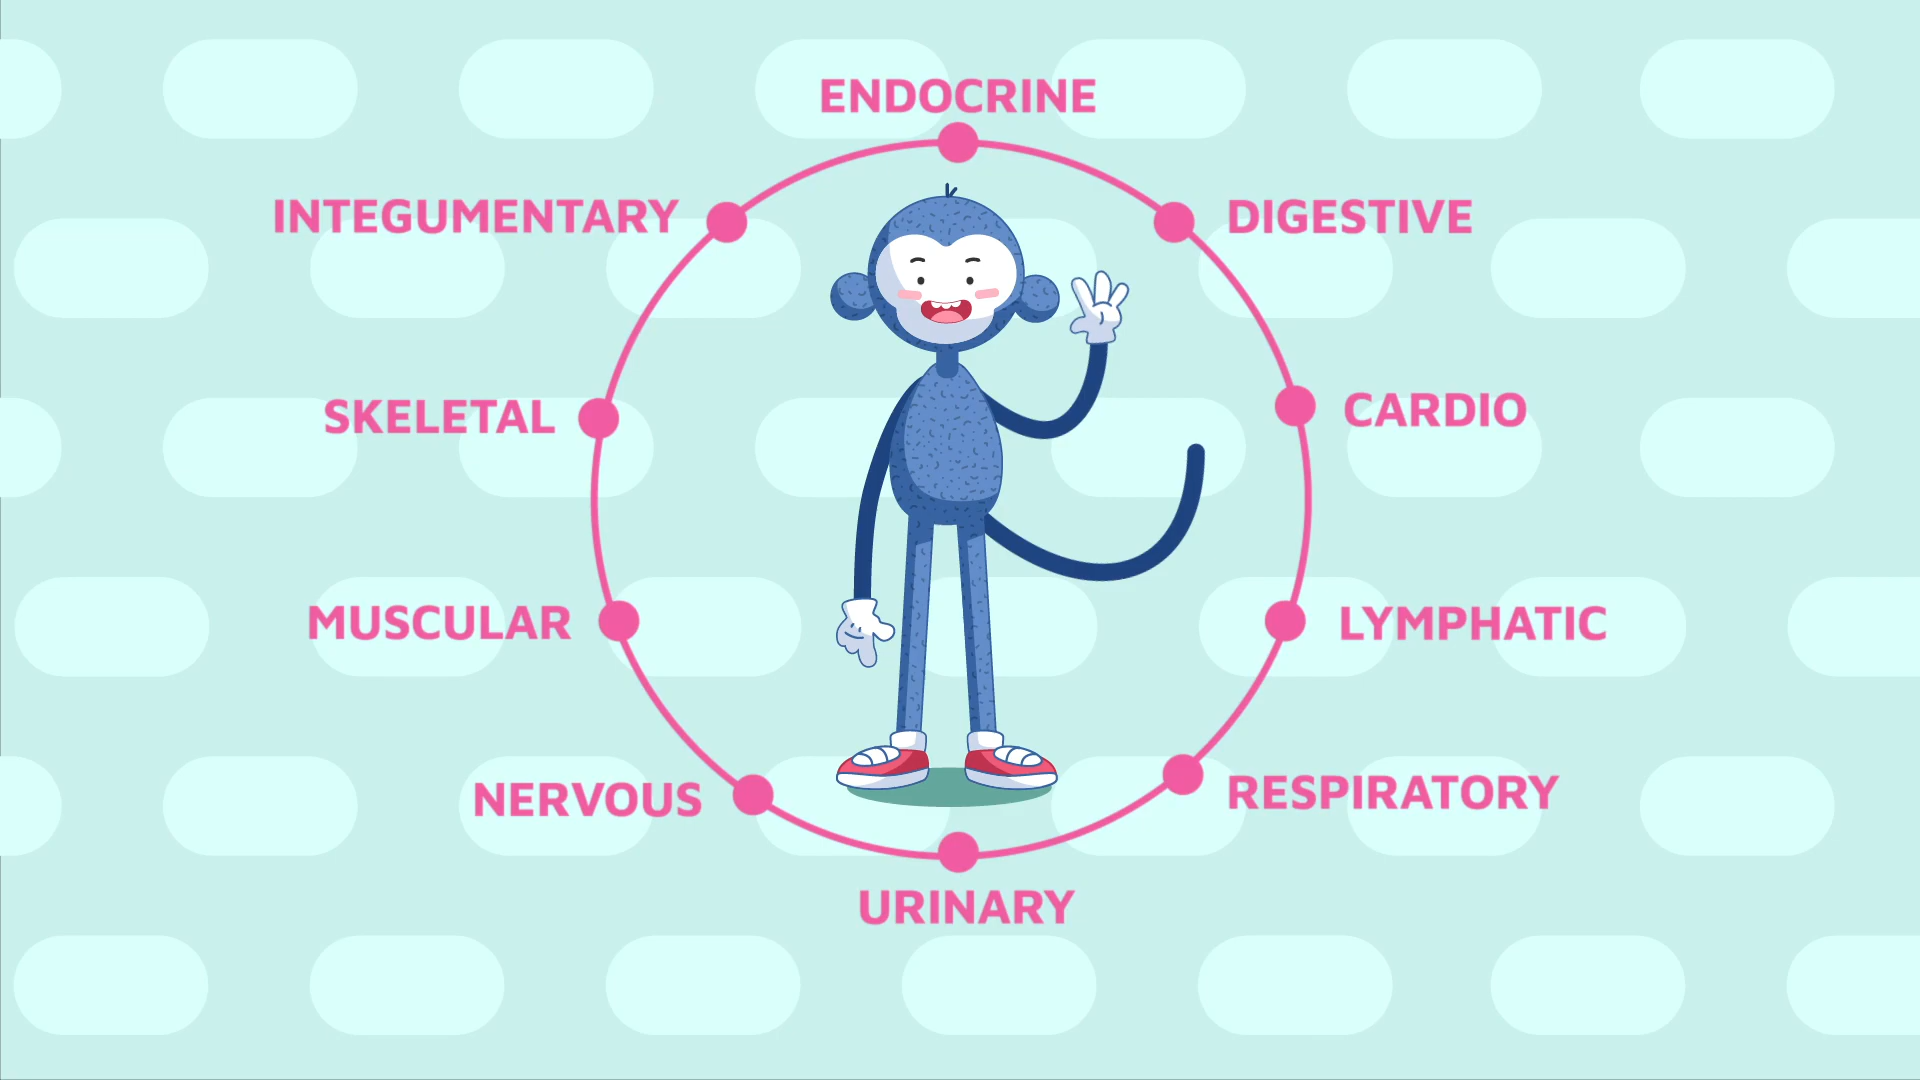 ENDOCRINE
INTEGUMENTARY
DIGESTIVE
SKELETAL
CARDIO
MUSCULAR
LYMPHATIC
NERVOUS
RESPIRATORY
URINARY